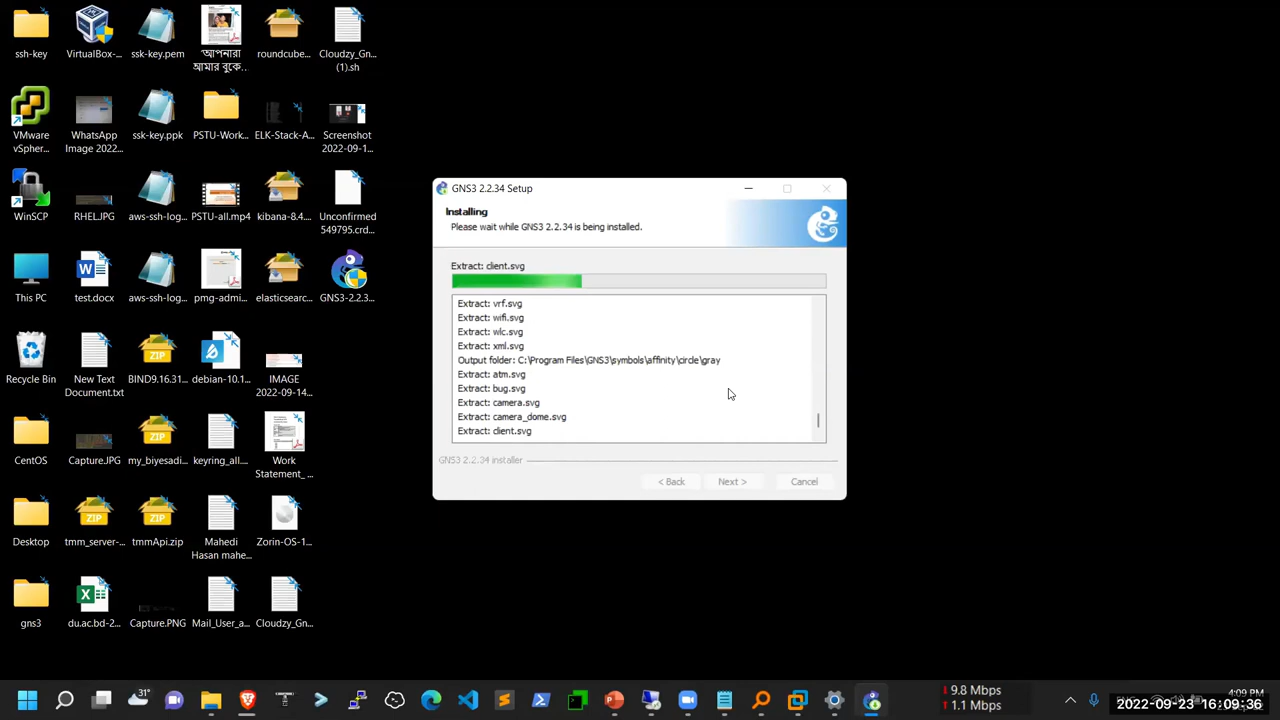 ssh-key
VirtualBox-...
ssk-key.pem
আপনারা
আমার বুকে...
roundcube...
Cloudzy_Gn...
(1).sh
VMware
vSpher...
WhatsApp
Image 2022...
ssk-key.ppk
PSTU-Work...
ELK-Stack-A...
Screenshot
2022-09-1...
WinSCP
RHEL.JPG
aws-ssh-log...
PSTU-all.mp4
kibana-8.4...
Unconfirmed
549795.crd...
This PC
test.docx
aws-ssh-log...
pmg-admi...
elasticsearc...
GNS3-2.2.3...
Recycle Bin
New Text
Document.txt
BIND9.16.31...
debian-10.1...
IMAGE
2022-09-14...
CentOS
Capture.JPG
my_biyesadi...
keyring_all....
Work
Statement_ ...
Desktop
tmm_server-...
tmmApi.zip
Mahedi
Hasan mahe...
Zorin-OS-1...
gns3
du.ac.bd-2...
Capture.PNG
Mail_User_a...
Cloudzy_Gn...
GNS3 2.2.34 Setup
Installing
Please wait while GNS3 2.2.34 is being installed.
Extract: client.svg
Extract: vrf.svg
Extract: wifi.svg
Extract: wlc.svg
Extract: xml.svg
Output folder: C:\Program Files\GNS3\symbols\affinity\circle\gray
Extract: atm.svg
Extract: bug.svg
Extract: camera.svg
Extract: camera_dome.svg
Extract: client.svg
GNS3 2.2.34 installer
< Back
Next >
Cancel
ZIP
ZIP
ZIP
ZIP
31°
9.8 Mbps
1.1 Mbps
4:09 PM
2022-09-23 16:09:36